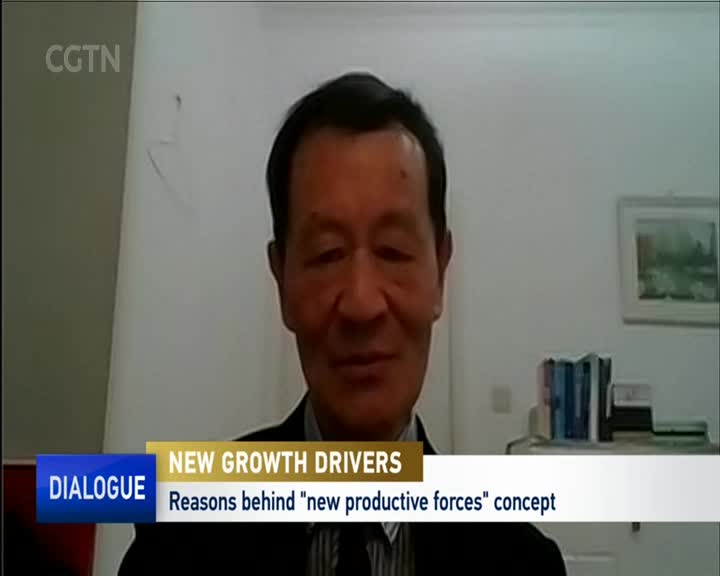 CGTN
NEW GROWTH DRIVERS
DIALOGUE
Reasons behind "new productive forces" concept